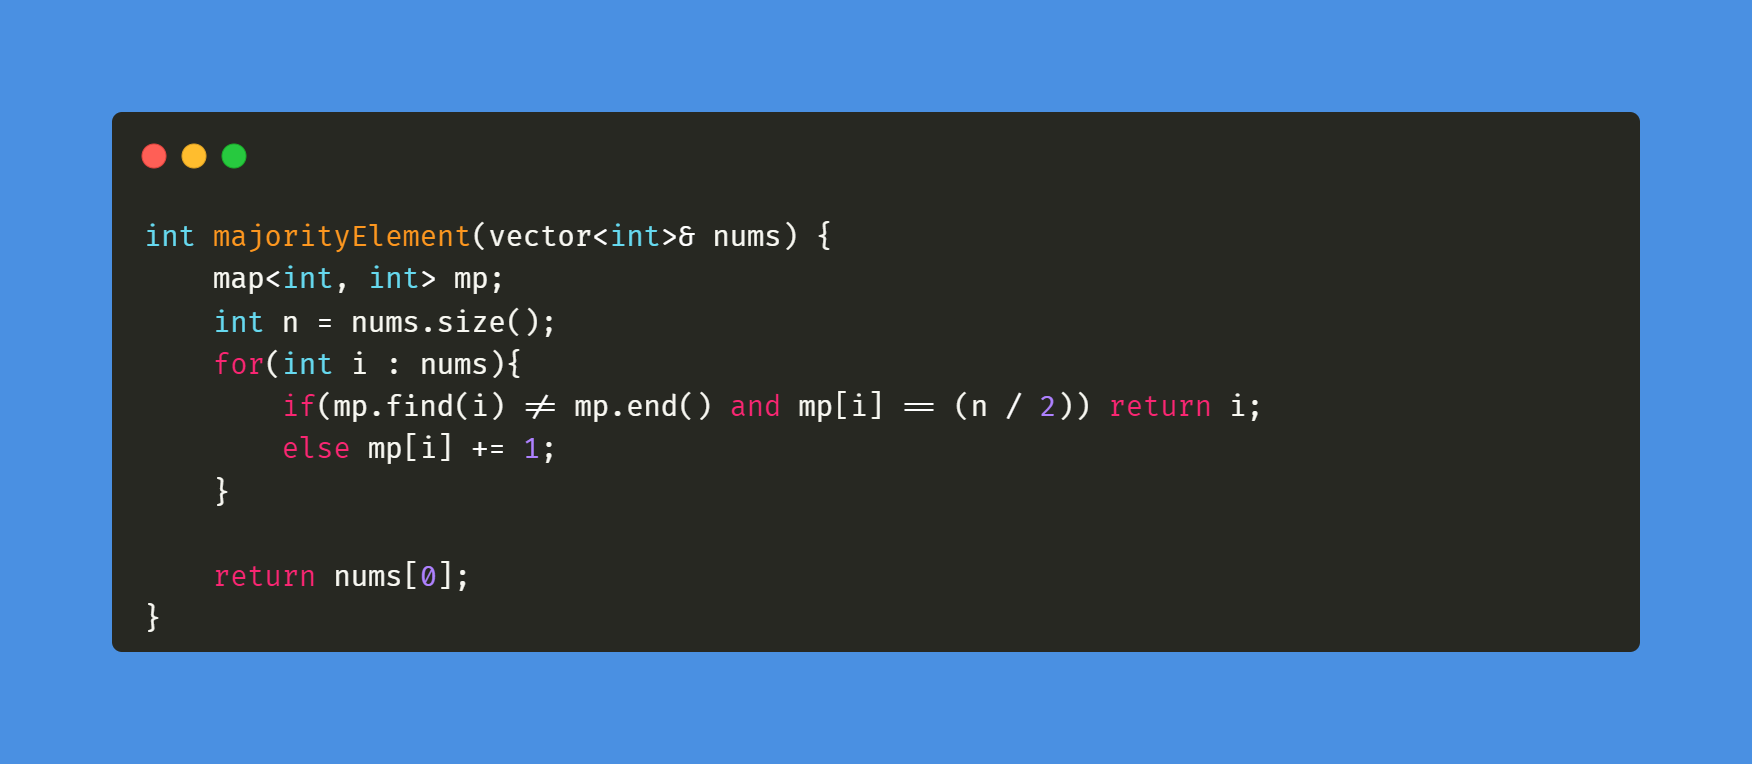 int majorityElement(vector<int>& nums) {
    map<int, int> mp;
    int n = nums.size();
    for(int i : nums){
        if(mp.find(i) != mp.end() and mp[i] == (n / 2)) return i;
        else mp[i] += 1;
    }

    return nums[0];
}